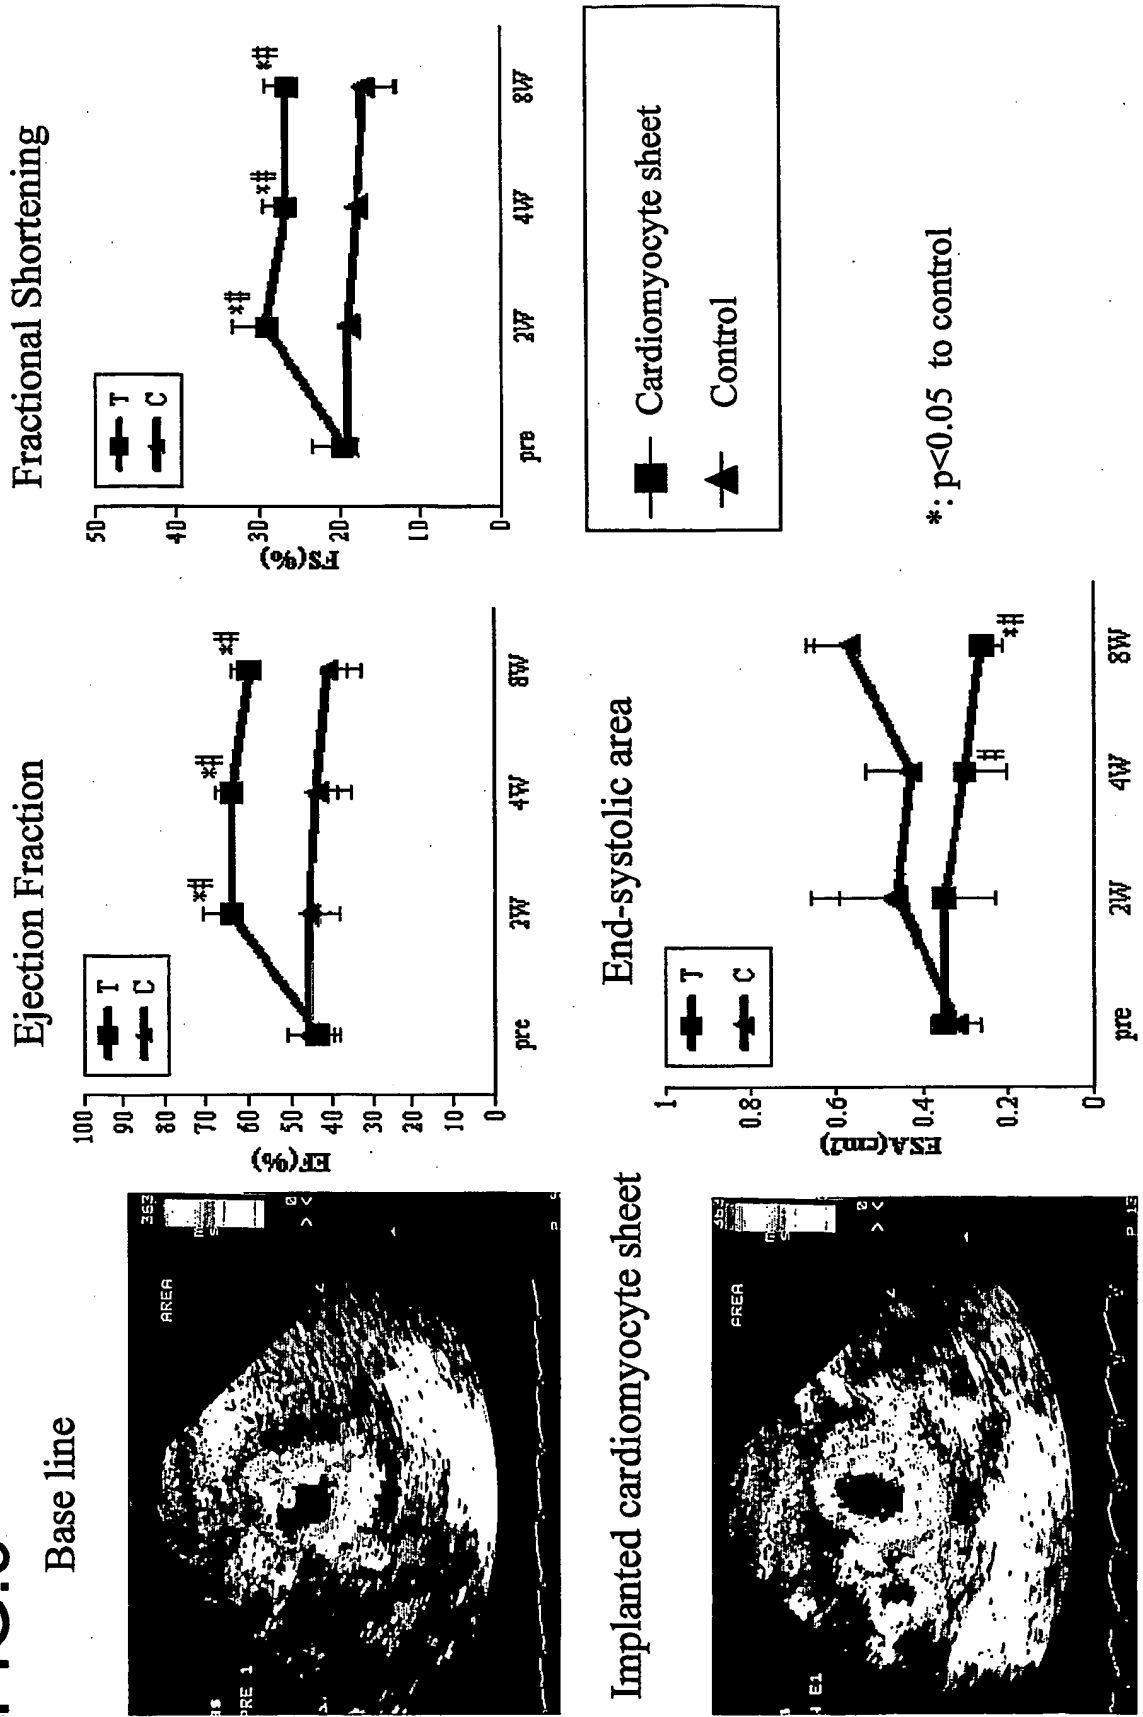 Base line
AREA
363
PRE 1
Ejection Fraction
T
C
EF(%)
100
90
80
70
60
50
40
30
20
10
0
*#
*#
*#
pre
2W
4W
8W
Fractional Shortening
T
C
FS(%)
50
40
30
20
10
0
*#
*#
*#
pre
2W
4W
8W
Implanted cardiomyocyte sheet
AREA
E1
End-systolic area
T
C
ESA(cm2)
1
0.8
0.6
0.4
0.2
0
#
*#
pre
2W
4W
8W
Cardiomyocyte sheet
Control
*: p<0.05 to control